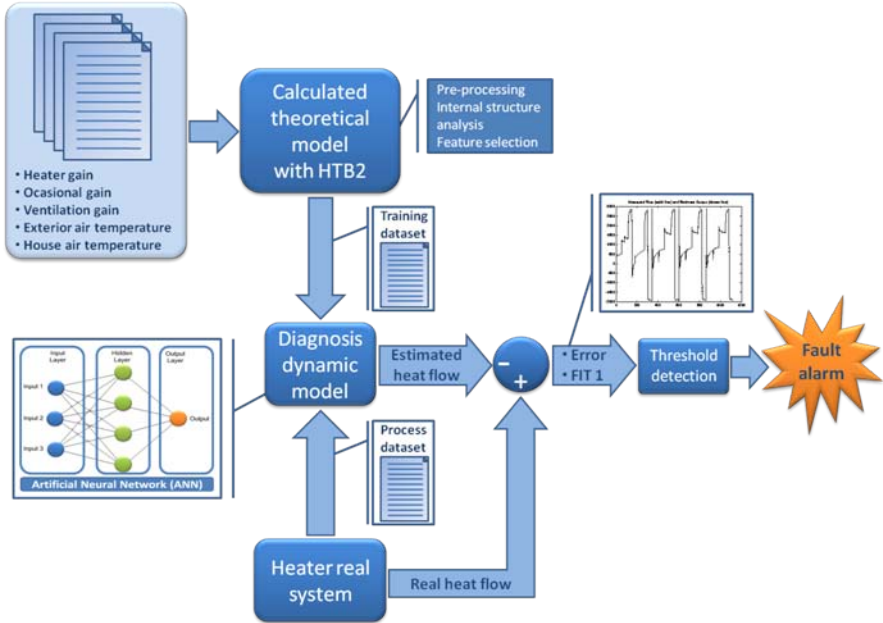 • Heater gain
• Ocasional gain
• Ventilation gain
• Exterior air temperature
• House air temperature
Calculated
theoretical
model
with HTB2
Pre-processing
Internal structure
analysis
Feature selection
Training
dataset
Input
Layer
Hidden
Layer
Output
Layer
Input 1
Input 2
Input 3
Output
Artificial Neural Network (ANN)
Diagnosis
dynamic
model
Estimated
heat flow
-
+
• Error
• FIT 1
Threshold
detection
Fault
alarm
Process
dataset
Heater real
system
Real heat flow